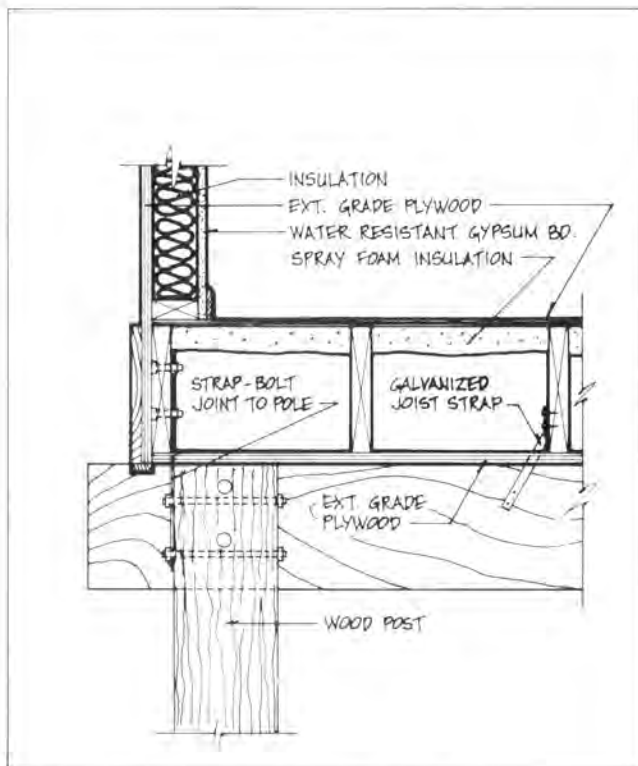 INSULATION
EXT. GRADE PLYWOOD
WATER RESISTANT GYPSUM BD.
SPRAY FOAM INSULATION
STRAP-BOLT
JOINT TO POLE
GALVANIZED
JOIST STRAP
EXT. GRADE
PLYWOOD
WOOD POST